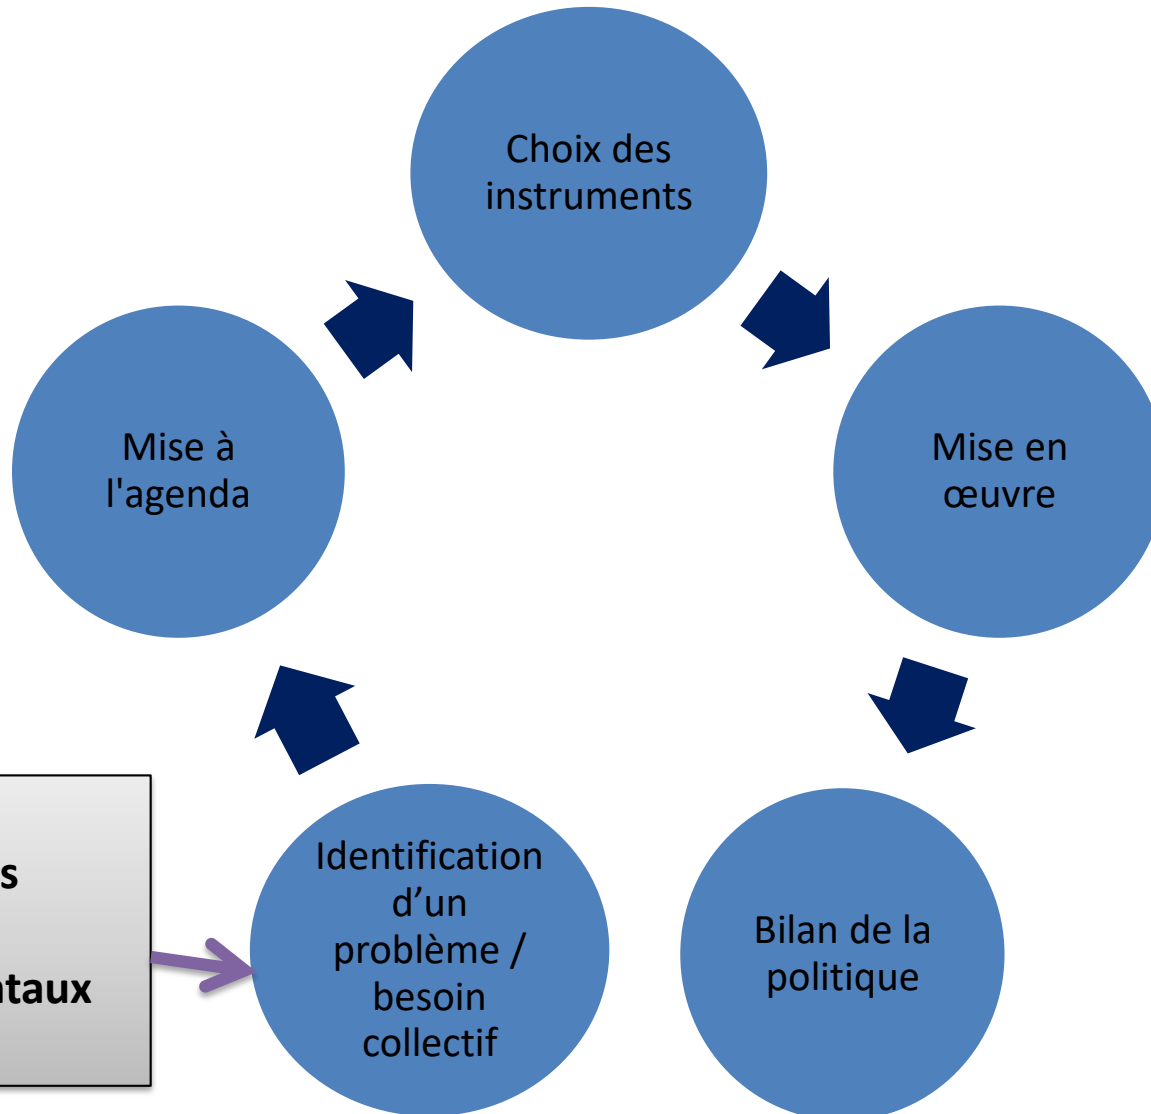 Choix des
instruments
Mise à
l'agenda
Mise en
œuvre
Identification
d’un
problème /
besoin
collectif
Bilan de la
politique